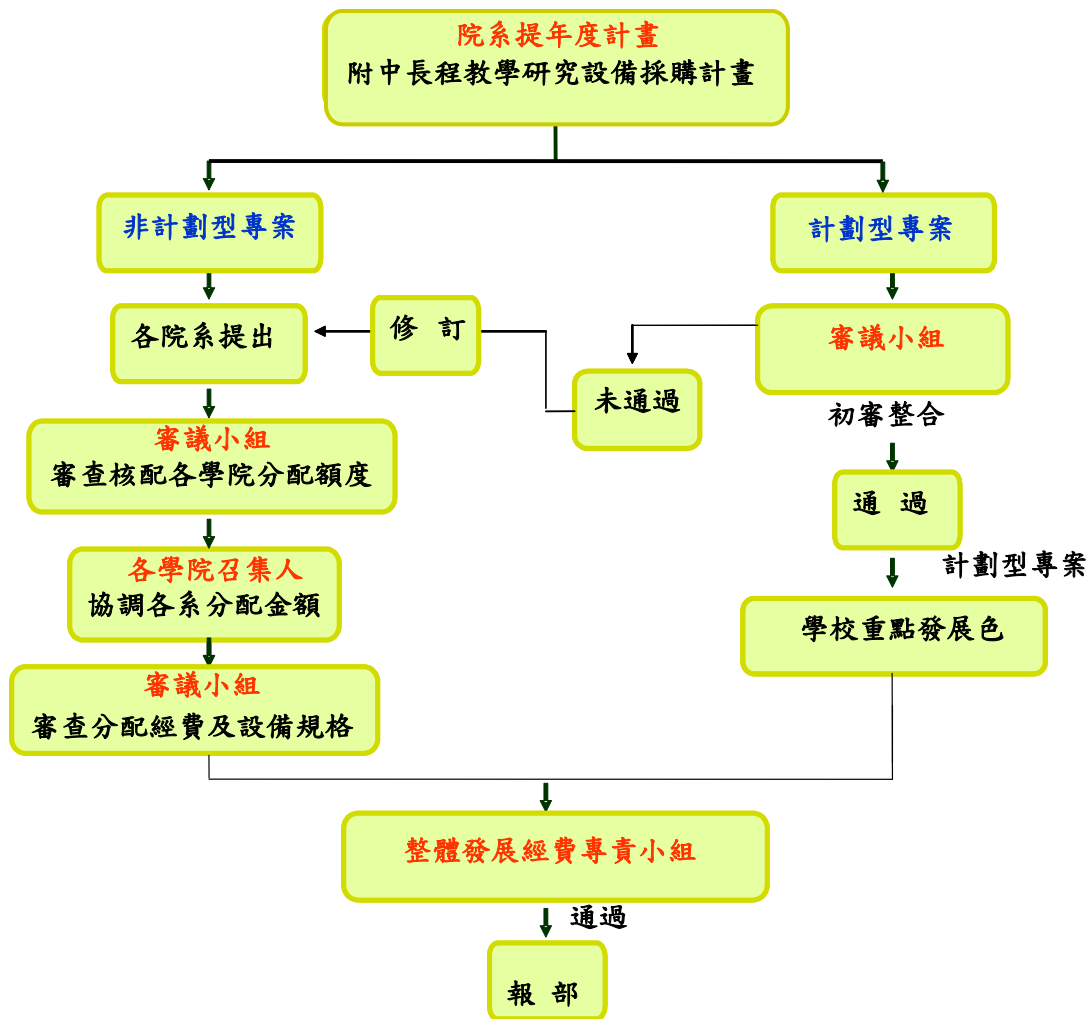 院系提年度計畫
附中長程教學研究設備採購計畫
非計劃型專案
計劃型專案
各院系提出
修 訂
審議小組
未通過
初審整合
審議小組
審查核配各學院分配額度
通 過
計劃型專案
各學院召集人
協調各系分配金額
學校重點發展色
審議小組
審查分配經費及設備規格
整體發展經費專責小組
通過
報 部